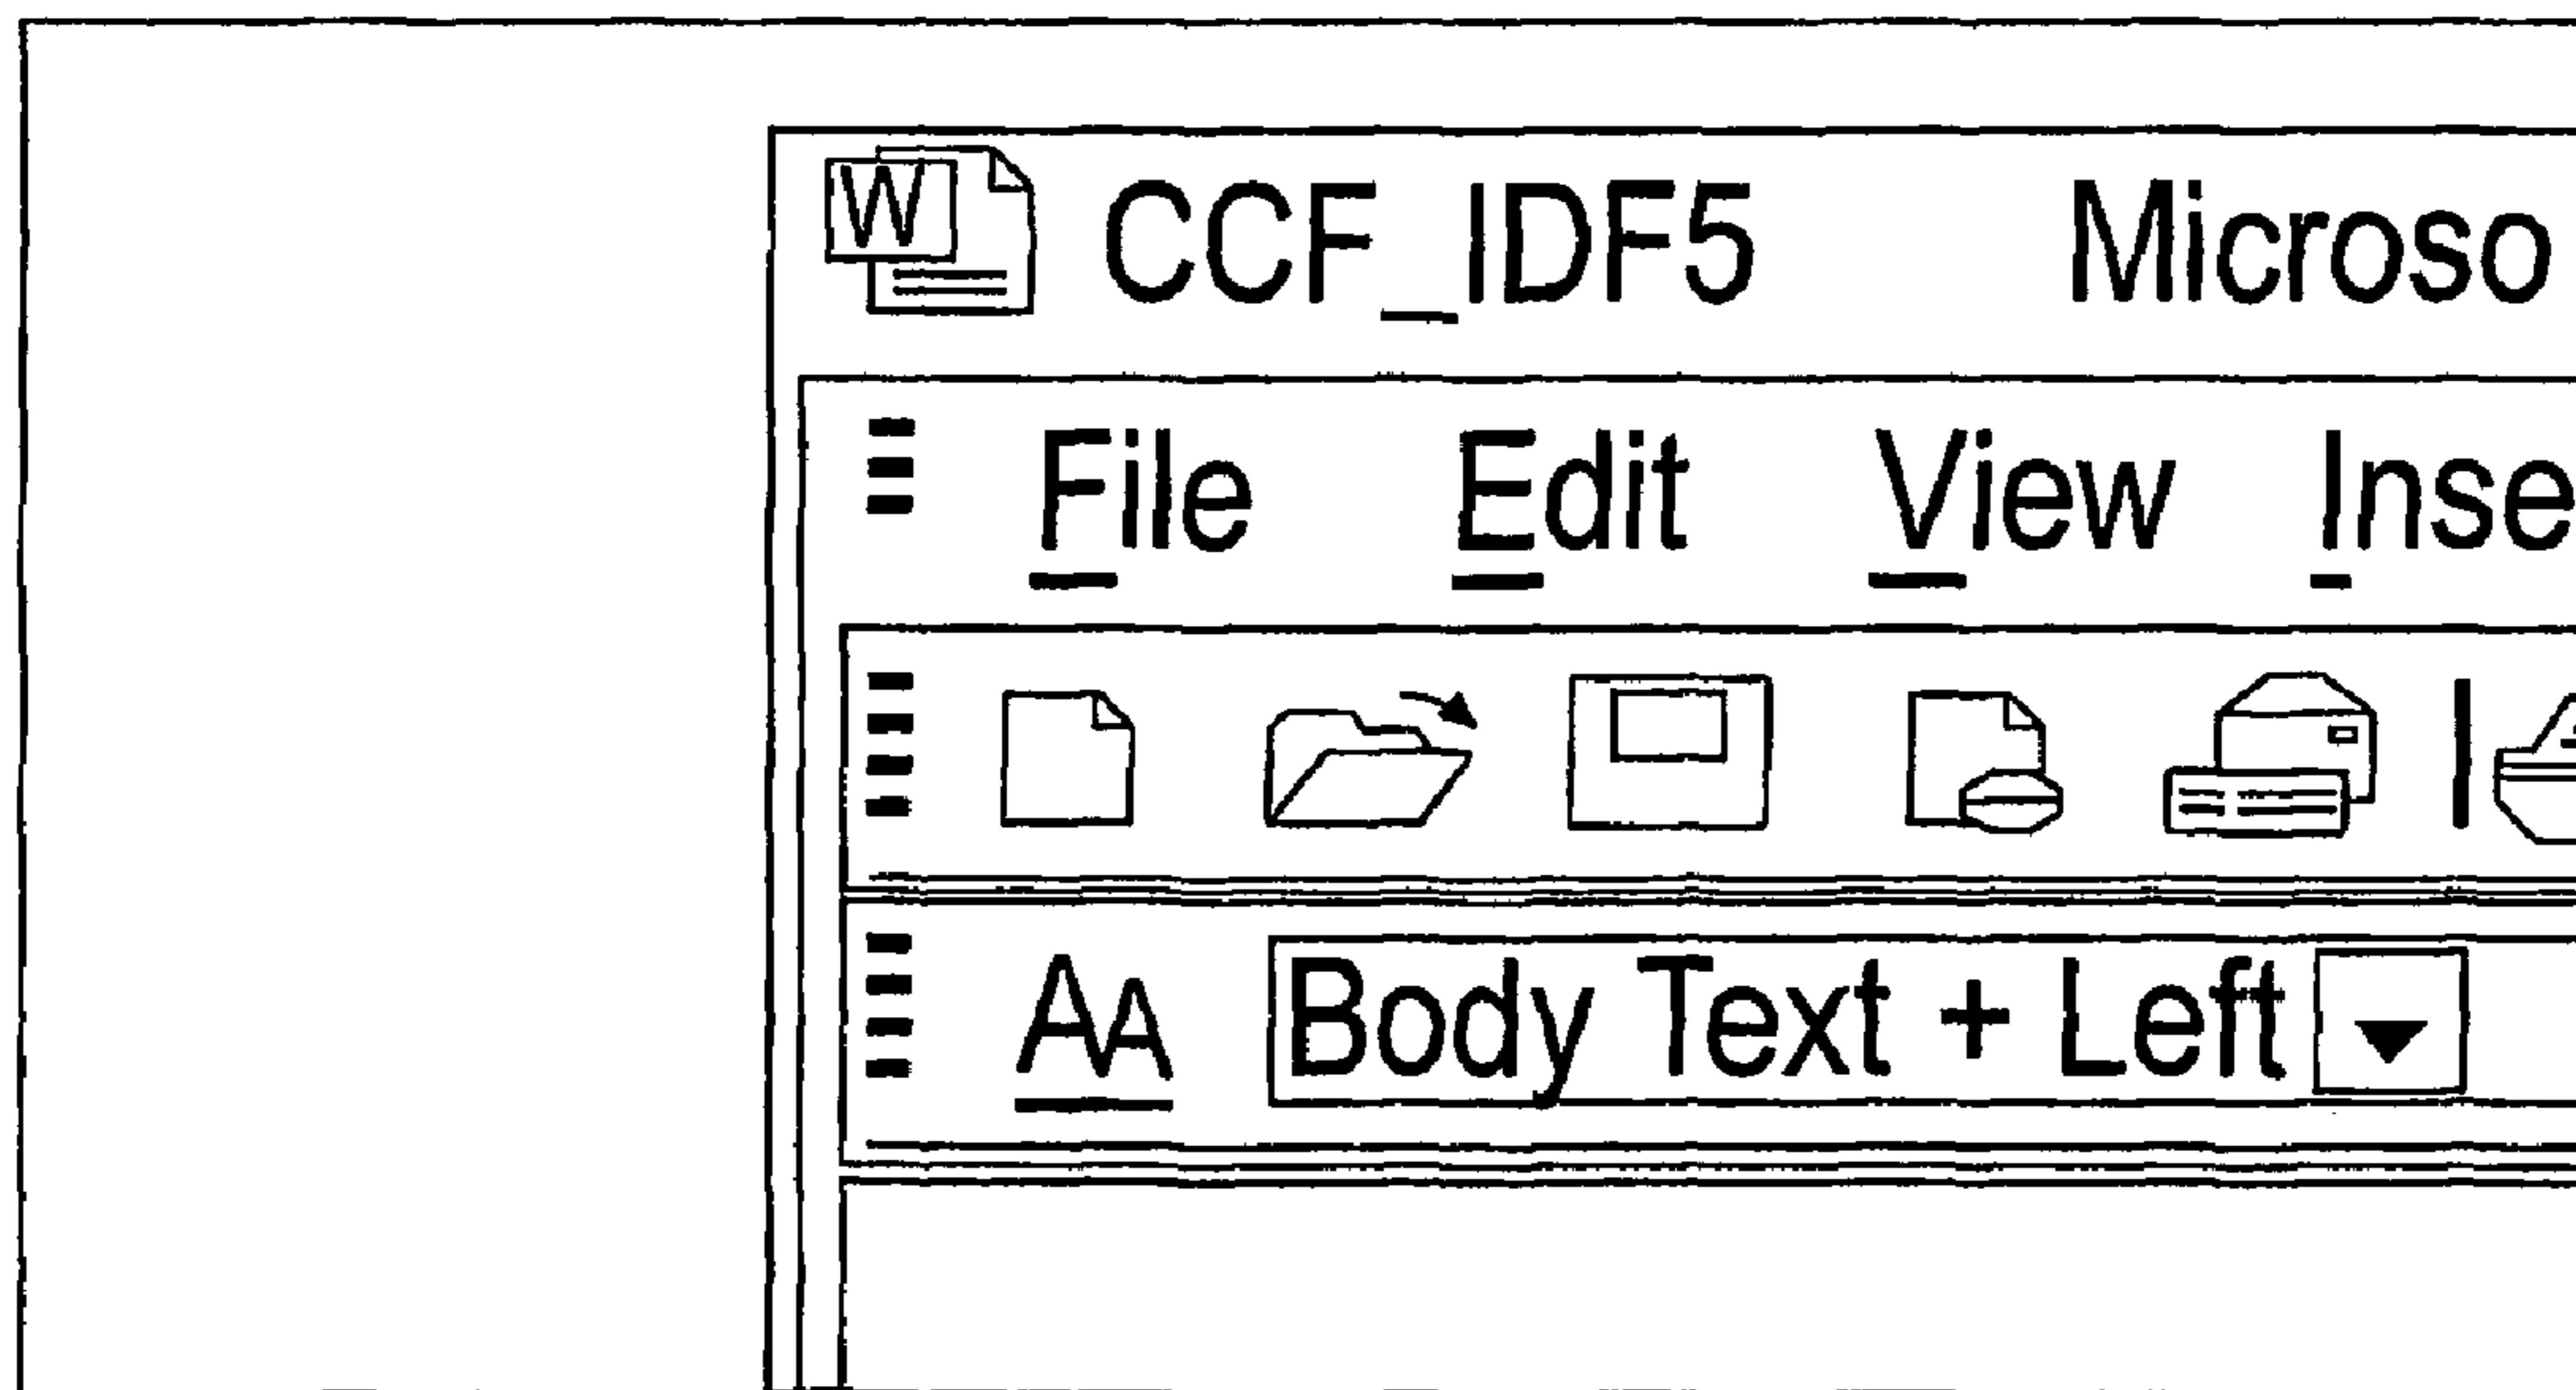 W CCF_IDF5 Microso
File Edit View Inse
AA Body Text + Left